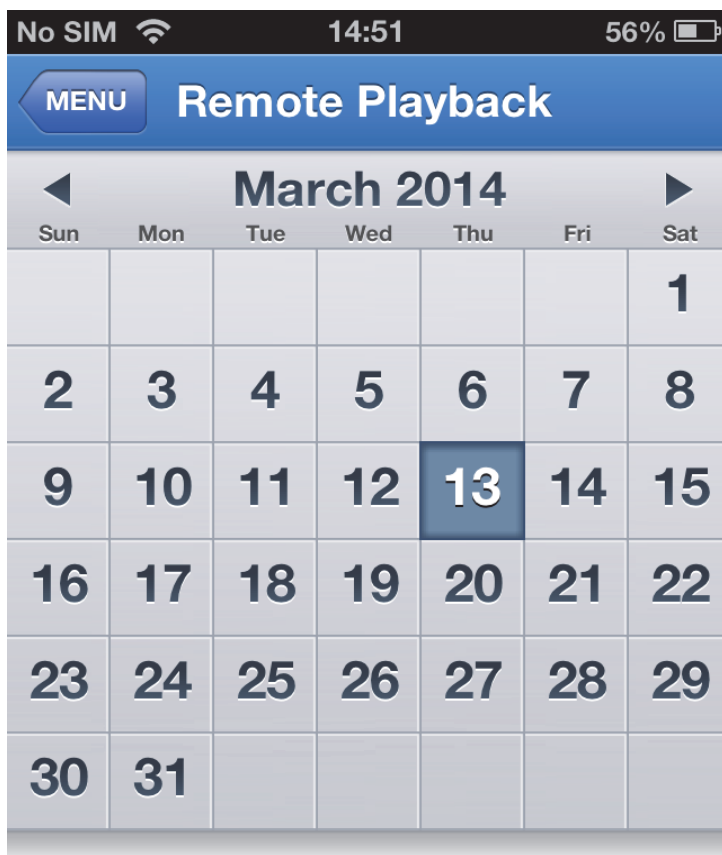 No SIM 14:51 56%
MENU Remote Playback
March 2014
Sun Mon Tue Wed Thu Fri Sat
1
2 3 4 5 6 7 8
9 10 11 12 13 14 15
16 17 18 19 20 21 22
23 24 25 26 27 28 29
30 31